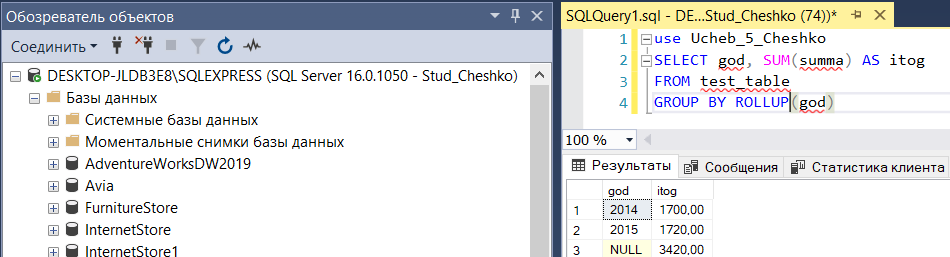 Обозреватель объектов
Соединить
DESKTOP-JLDB3E8\SQLEXPRESS (SQL Server 16.0.1050 - Stud_Cheshko)
Базы данных
Системные базы данных
Моментальные снимки базы данных
AdventureWorksDW2019
Avia
FurnitureStore
InternetStore
InternetStore1
SQLQuery1.sql - DE...Stud_Cheshko (74))*
1 use Ucheb_5_Cheshko
2 SELECT god, SUM(summa) AS itog
3 FROM test_table
4 GROUP BY ROLLUP(god)
100 %
Результаты Сообщения Статистика клиента
god itog
1 2014 1700,00
2 2015 1720,00
3 NULL 3420,00